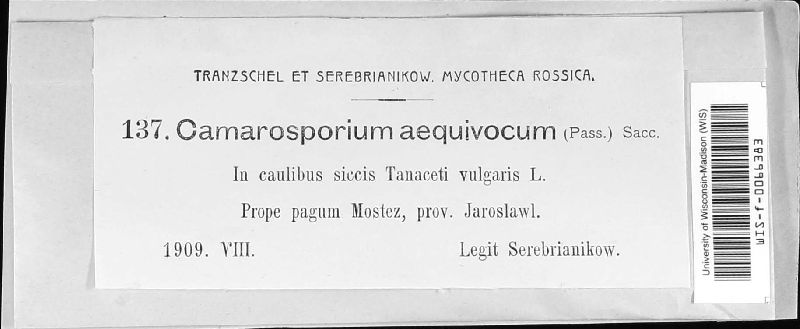 TRANZSCHEL ET SEREBRIANIKOW. MYCOTHECA ROSSICA.
137. Camarosporium aequivocum (Pass.) Sacc.
In caulibus siccis Tanaceti vulgaris L.
Prope pagum Mostez, prov. Jaroslawl.
1909. VIII. Legit Serebrianikow.
University of Wisconsin-Madison (WIS)
WIS-f-0096383